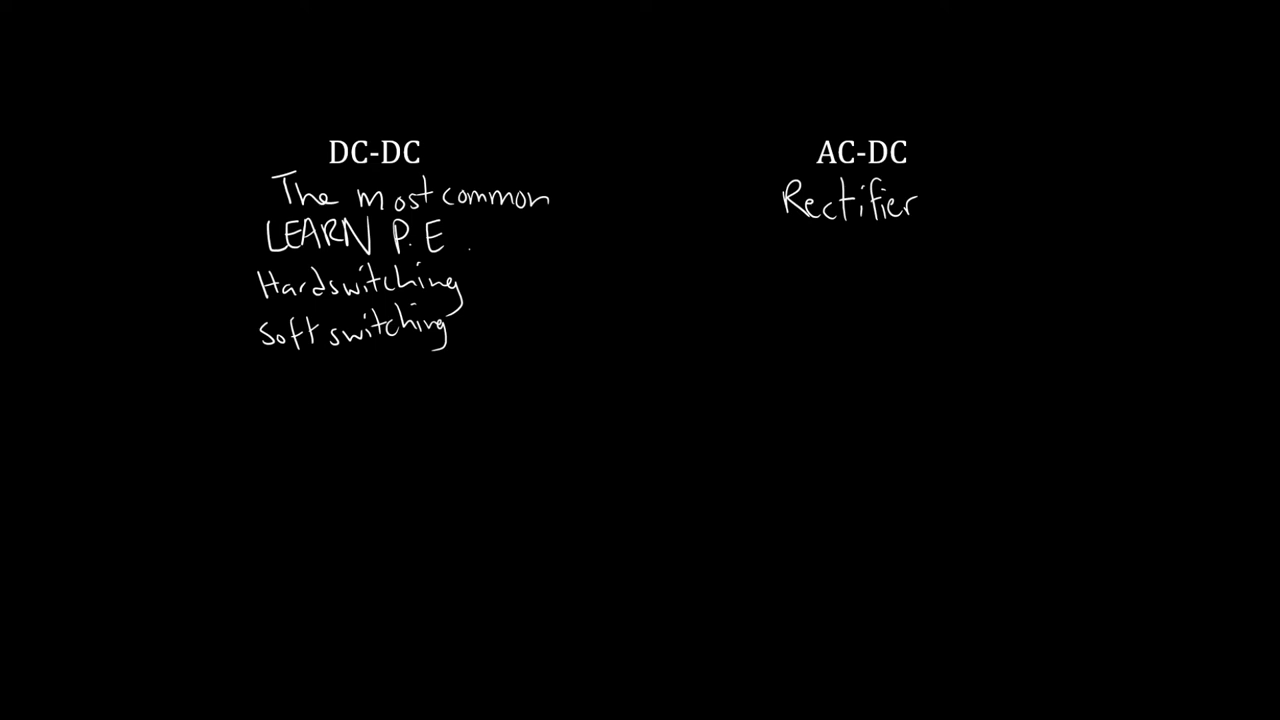 DC-DC
The most common
LEARN P.E
Hardswitching
Soft switching
AC-DC
Rectifier